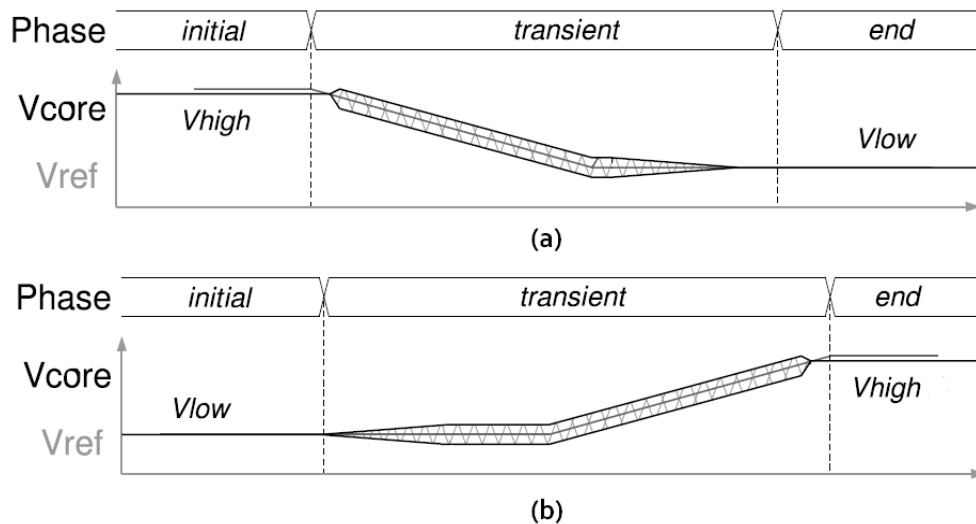 Phase initial transient end
Vcore
Vhigh
Vlow
Vref
(a)
Phase initial transient end
Vcore
Vhigh
Vlow
Vref
(b)